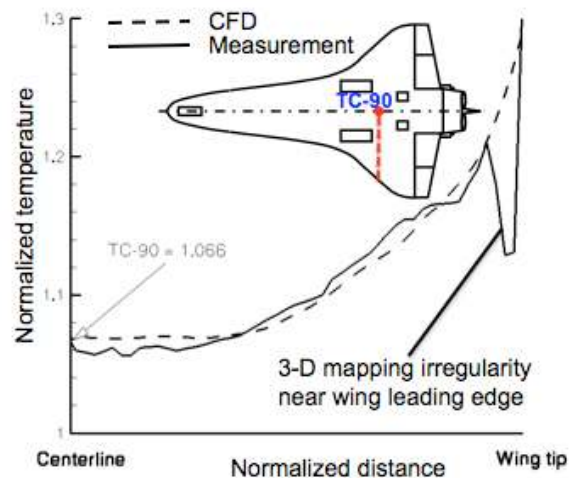 1.3
CFD
Measurement
TC-90
1.2
Normalized temperature
TC-90 = 1.066
1.1
3-D mapping irregularity
near wing leading edge
1
Centerline
Normalized distance
Wing tip